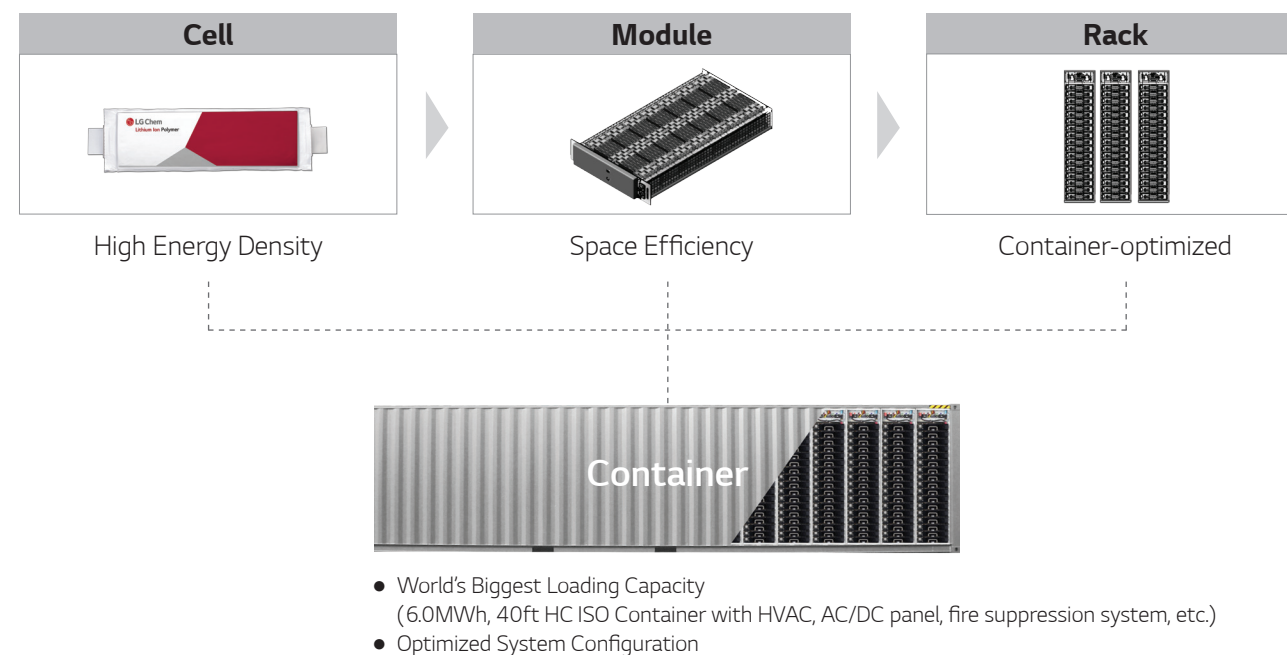 Cell
Module
Rack
LG Chem
Lithium Ion Polymer
High Energy Density
Space Efficiency
Container-optimized
Container
● World's Biggest Loading Capacity
(6.0MWh, 40ft HC ISO Container with HVAC, AC/DC panel, fire suppression system, etc.)
● Optimized System Configuration